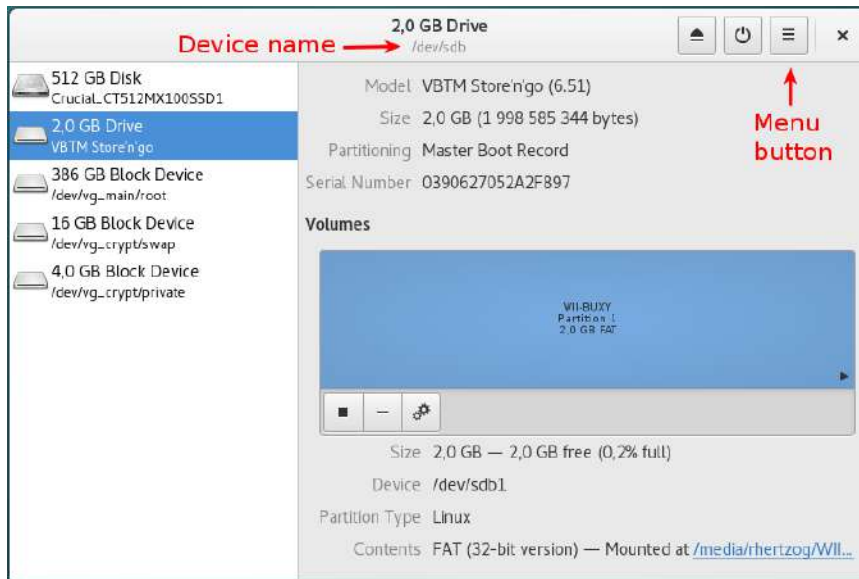 2,0 GB Drive
/dev/sdb
Device name
Menu
button
512 GB Disk
Crucial_CT512MX100SSD1
2,0 GB Drive
VBTM Store'n'go
386 GB Block Device
/dev/vg_main/root
16 GB Block Device
/dev/vg_crypt/swap
4,0 GB Block Device
/dev/vg_crypt/private
Model VBTM Store'n'go (6.51)
Size 2,0 GB (1 998 585 344 bytes)
Partitioning Master Boot Record
Serial Number 0390627052A2F897
Volumes
WII-BUXY
Partition 1
2.0 GB FAT
Size 2,0 GB — 2,0 GB free (0,2% full)
Device /dev/sdb1
Partition Type Linux
Contents FAT (32-bit version) — Mounted at /media/rhertzog/WII...